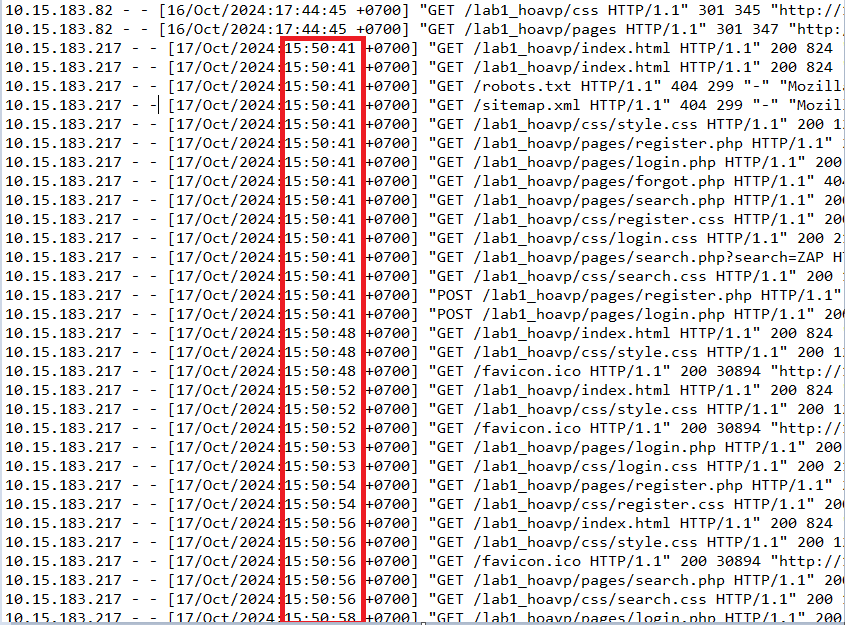 10.15.183.82 - - [16/Oct/2024:17:44:45 +0700] "GET /lab1_hoavp/css HTTP/1.1" 301 345 "http://
10.15.183.82 - - [16/Oct/2024:17:44:45 +0700] "GET /lab1_hoavp/pages HTTP/1.1" 301 347 "http:
10.15.183.217 - - [17/Oct/2024:15:50:41 +0700] "GET /lab1_hoavp/index.html HTTP/1.1" 200 824
10.15.183.217 - - [17/Oct/2024:15:50:41 +0700] "GET /lab1_hoavp/index.html HTTP/1.1" 200 824
10.15.183.217 - - [17/Oct/2024:15:50:41 +0700] "GET /robots.txt HTTP/1.1" 404 299 "-" "Mozill
10.15.183.217 - - [17/Oct/2024:15:50:41 +0700] "GET /sitemap.xml HTTP/1.1" 404 299 "-" "Mozil
10.15.183.217 - - [17/Oct/2024:15:50:41 +0700] "GET /lab1_hoavp/css/style.css HTTP/1.1" 200 1
10.15.183.217 - - [17/Oct/2024:15:50:41 +0700] "GET /lab1_hoavp/pages/register.php HTTP/1.1"
10.15.183.217 - - [17/Oct/2024:15:50:41 +0700] "GET /lab1_hoavp/pages/login.php HTTP/1.1" 200
10.15.183.217 - - [17/Oct/2024:15:50:41 +0700] "GET /lab1_hoavp/pages/forgot.php HTTP/1.1" 40
10.15.183.217 - - [17/Oct/2024:15:50:41 +0700] "GET /lab1_hoavp/pages/search.php HTTP/1.1" 20
10.15.183.217 - - [17/Oct/2024:15:50:41 +0700] "GET /lab1_hoavp/css/register.css HTTP/1.1" 20
10.15.183.217 - - [17/Oct/2024:15:50:41 +0700] "GET /lab1_hoavp/css/login.css HTTP/1.1" 200 2
10.15.183.217 - - [17/Oct/2024:15:50:41 +0700] "GET /lab1_hoavp/pages/search.php?search=ZAP H
10.15.183.217 - - [17/Oct/2024:15:50:41 +0700] "GET /lab1_hoavp/css/search.css HTTP/1.1" 200
10.15.183.217 - - [17/Oct/2024:15:50:41 +0700] "POST /lab1_hoavp/pages/register.php HTTP/1.1"
10.15.183.217 - - [17/Oct/2024:15:50:41 +0700] "POST /lab1_hoavp/pages/login.php HTTP/1.1" 20
10.15.183.217 - - [17/Oct/2024:15:50:48 +0700] "GET /lab1_hoavp/index.html HTTP/1.1" 200 824
10.15.183.217 - - [17/Oct/2024:15:50:48 +0700] "GET /lab1_hoavp/css/style.css HTTP/1.1" 200 1
10.15.183.217 - - [17/Oct/2024:15:50:48 +0700] "GET /favicon.ico HTTP/1.1" 200 30894 "http://
10.15.183.217 - - [17/Oct/2024:15:50:52 +0700] "GET /lab1_hoavp/index.html HTTP/1.1" 200 824
10.15.183.217 - - [17/Oct/2024:15:50:52 +0700] "GET /lab1_hoavp/css/style.css HTTP/1.1" 200 1
10.15.183.217 - - [17/Oct/2024:15:50:52 +0700] "GET /favicon.ico HTTP/1.1" 200 30894 "http://
10.15.183.217 - - [17/Oct/2024:15:50:53 +0700] "GET /lab1_hoavp/pages/login.php HTTP/1.1" 200
10.15.183.217 - - [17/Oct/2024:15:50:53 +0700] "GET /lab1_hoavp/css/login.css HTTP/1.1" 200 2
10.15.183.217 - - [17/Oct/2024:15:50:54 +0700] "GET /lab1_hoavp/pages/register.php HTTP/1.1"
10.15.183.217 - - [17/Oct/2024:15:50:54 +0700] "GET /lab1_hoavp/css/register.css HTTP/1.1" 20
10.15.183.217 - - [17/Oct/2024:15:50:56 +0700] "GET /lab1_hoavp/index.html HTTP/1.1" 200 824
10.15.183.217 - - [17/Oct/2024:15:50:56 +0700] "GET /lab1_hoavp/css/style.css HTTP/1.1" 200 1
10.15.183.217 - - [17/Oct/2024:15:50:56 +0700] "GET /favicon.ico HTTP/1.1" 200 30894 "http://
10.15.183.217 - - [17/Oct/2024:15:50:56 +0700] "GET /lab1_hoavp/pages/search.php HTTP/1.1" 20
10.15.183.217 - - [17/Oct/2024:15:50:56 +0700] "GET /lab1_hoavp/css/search.css HTTP/1.1" 200
10.15.183.217 - - [17/Oct/2024:15:50:58 +0700] "GET /lab1_hoavp/pages/login.php HTTP/1.1" 200